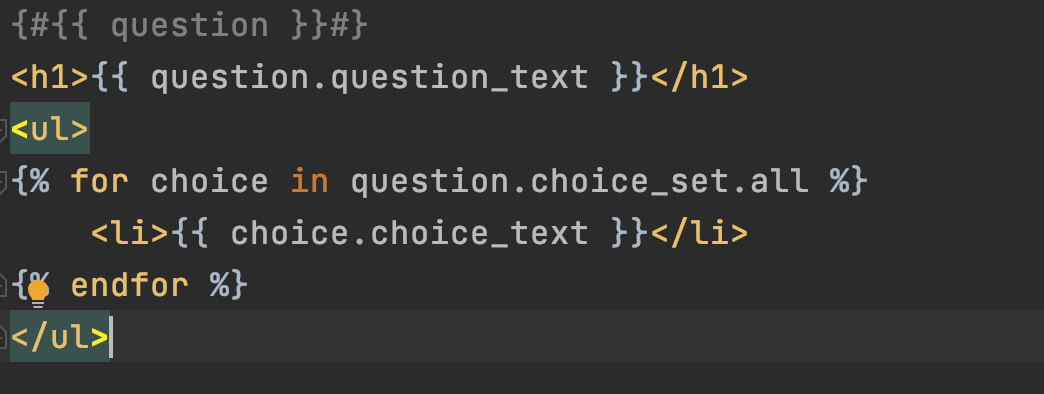 {#{{ question }}#}
<h1>{{ question.question_text }}</h1>
<ul>
{% for choice in question.choice_set.all %}
    <li>{{ choice.choice_text }}</li>
{% endfor %}
</ul>